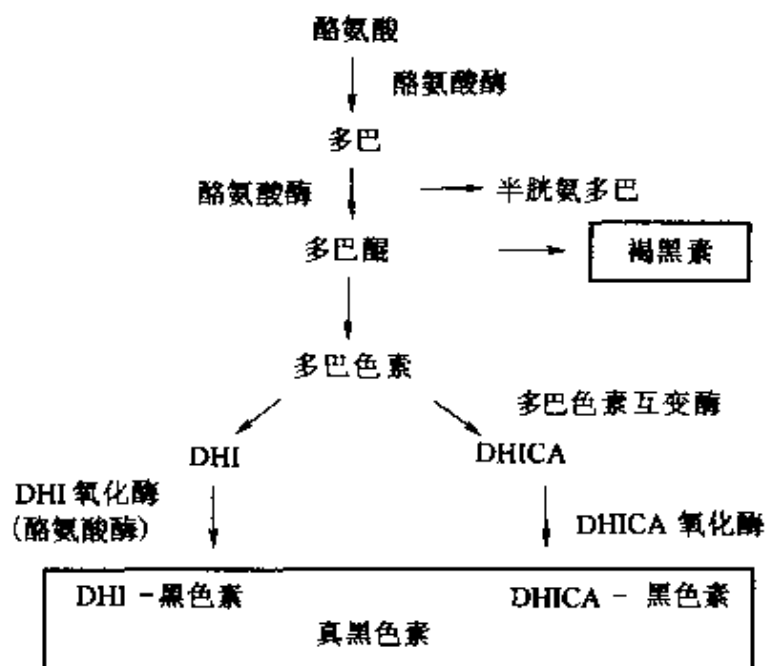 酪氨酸
酪氨酸酶
多巴
酪氨酸酶
半胱氨多巴
多巴醌
褐黑素
多巴色素
多巴色素互变酶
DHI
DHICA
DHI 氧化酶
(酪氨酸酶)
DHICA 氧化酶
DHI - 黑色素
DHICA - 黑色素
真黑色素